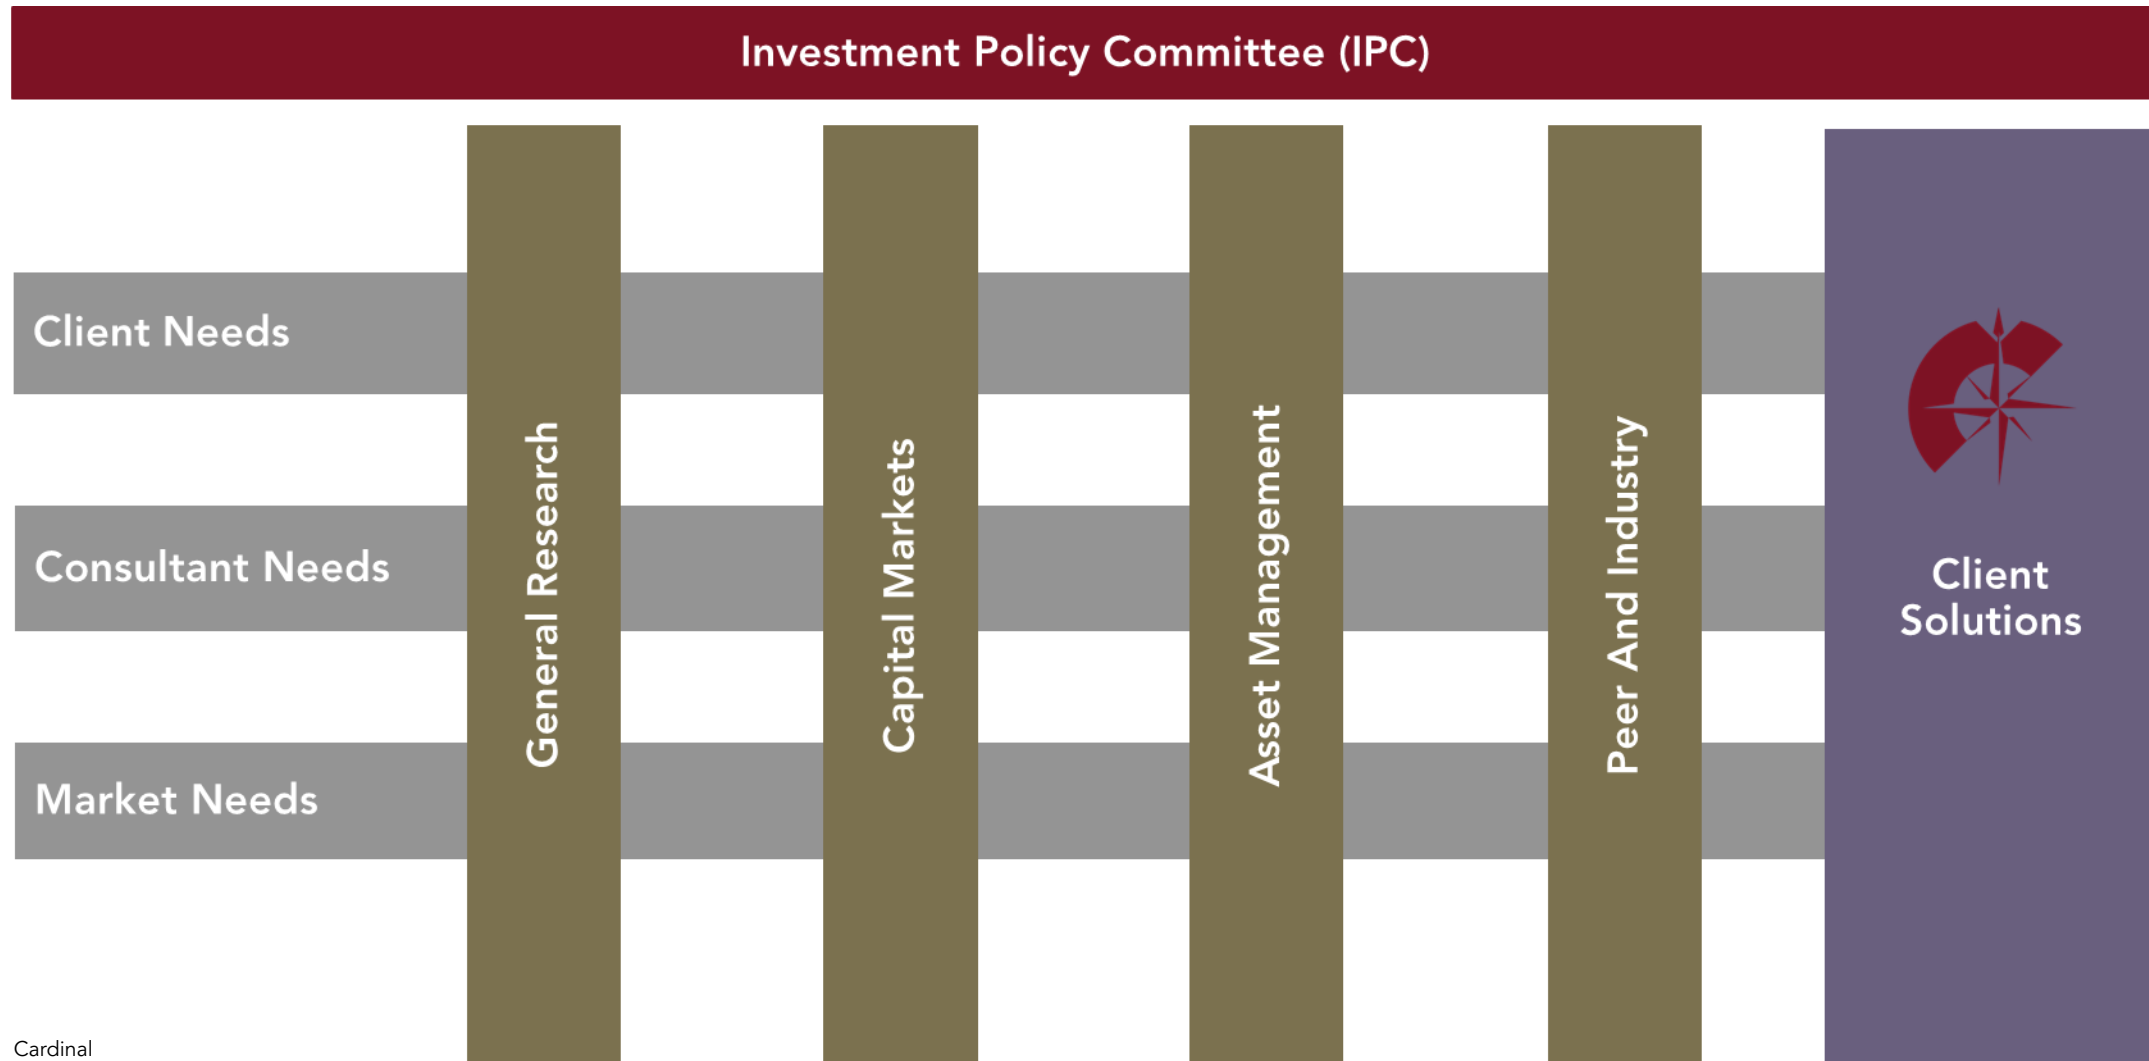 Investment Policy Committee (IPC)
Client Needs
Consultant Needs
Market Needs
General Research
Capital Markets
Asset Management
Peer And Industry
Client
Solutions
Cardinal